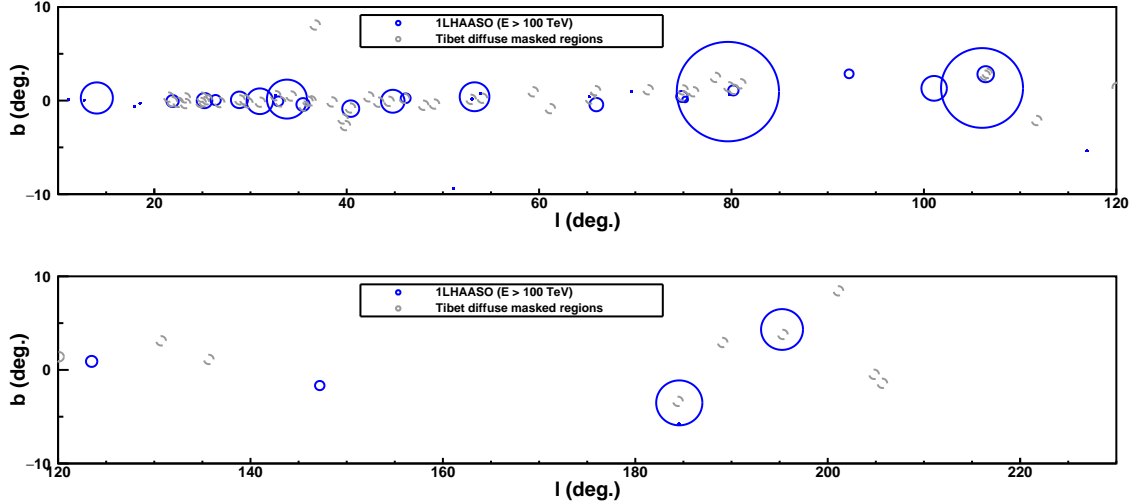 10
1LHAASO (E > 100 TeV)
Tibet diffuse masked regions
b (deg.)
0
−10
20 40 60 80 100 120
l (deg.)
10
1LHAASO (E > 100 TeV)
Tibet diffuse masked regions
b (deg.)
0
−10
120 140 160 180 200 220
l (deg.)